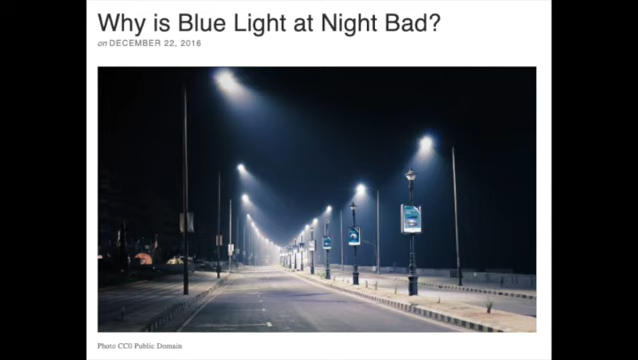 Why is Blue Light at Night Bad?
on DECEMBER 22, 2016
Photo CC0 Public Domain